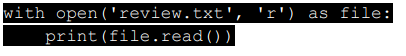 with open('review.txt', 'r') as file:
    print(file.read())